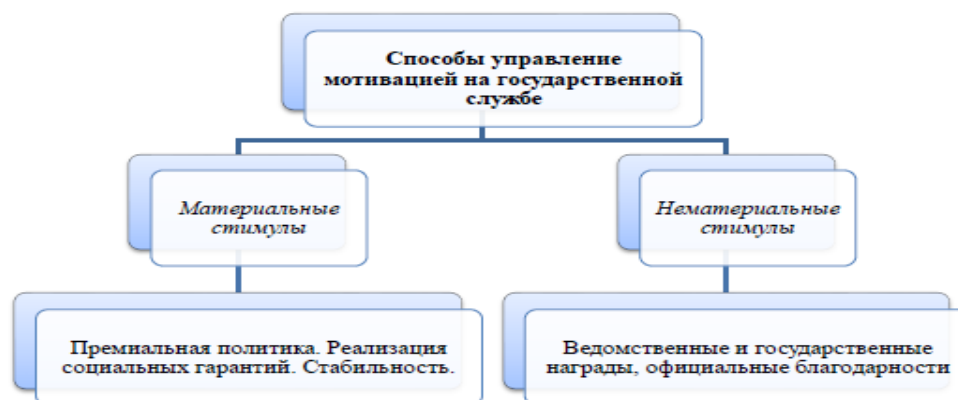 Способы управление
мотивацией на государственной
службе
Материальные
стимулы
Нематериальные
стимулы
Премиальная политика. Реализация
социальных гарантий. Стабильность.
Ведомственные и государственные
награды, официальные благодарности